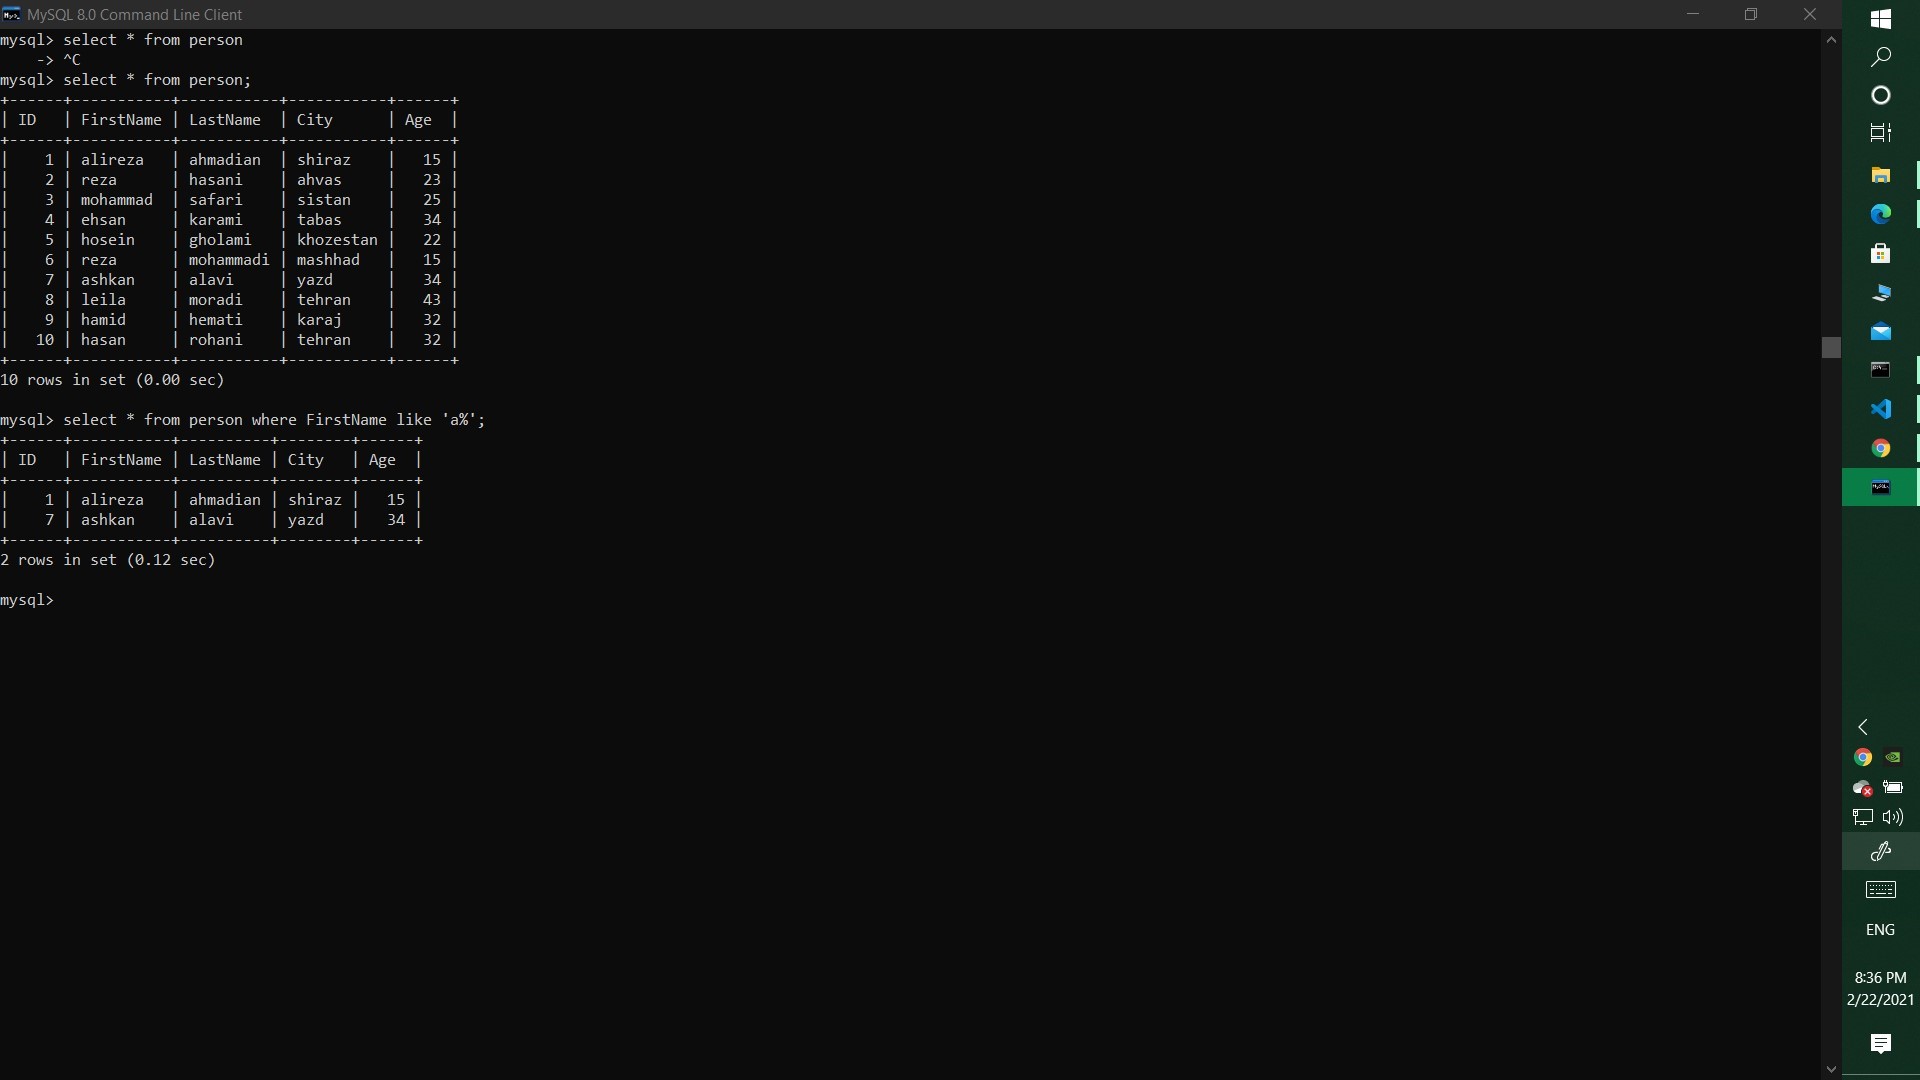 MySQL 8.0 Command Line Client
mysql> select * from person
    -> ^C
mysql> select * from person;
+------+-----------+-----------+-----------+------+
| ID   | FirstName | LastName  | City      | Age  |
+------+-----------+-----------+-----------+------+
|    1 | alireza   | ahmadian  | shiraz    |   15 |
|    2 | reza      | hasani    | ahvas     |   23 |
|    3 | mohammad  | safari    | sistan    |   25 |
|    4 | ehsan     | karami    | tabas     |   34 |
|    5 | hosein    | gholami   | khozestan |   22 |
|    6 | reza      | mohammadi | mashhad   |   15 |
|    7 | ashkan    | alavi     | yazd      |   34 |
|    8 | leila     | moradi    | tehran    |   43 |
|    9 | hamid     | hemati    | karaj     |   32 |
|   10 | hasan     | rohani    | tehran    |   32 |
+------+-----------+-----------+-----------+------+
10 rows in set (0.00 sec)

mysql> select * from person where FirstName like 'a%';
+------+-----------+----------+--------+------+
| ID   | FirstName | LastName | City   | Age  |
+------+-----------+----------+--------+------+
|    1 | alireza   | ahmadian | shiraz |   15 |
|    7 | ashkan    | alavi    | yazd   |   34 |
+------+-----------+----------+--------+------+
2 rows in set (0.12 sec)

mysql>
ENG
8:36 PM
2/22/2021